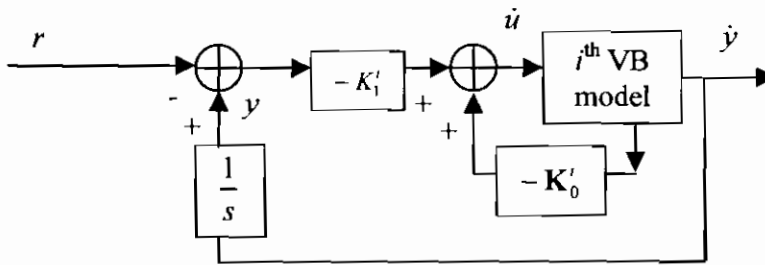 r
u̇
iᵗʰ VB
model
ẏ
- K₁ⁱ
-
+
y
+
+
1
s
- 𝐊₀ⁱ